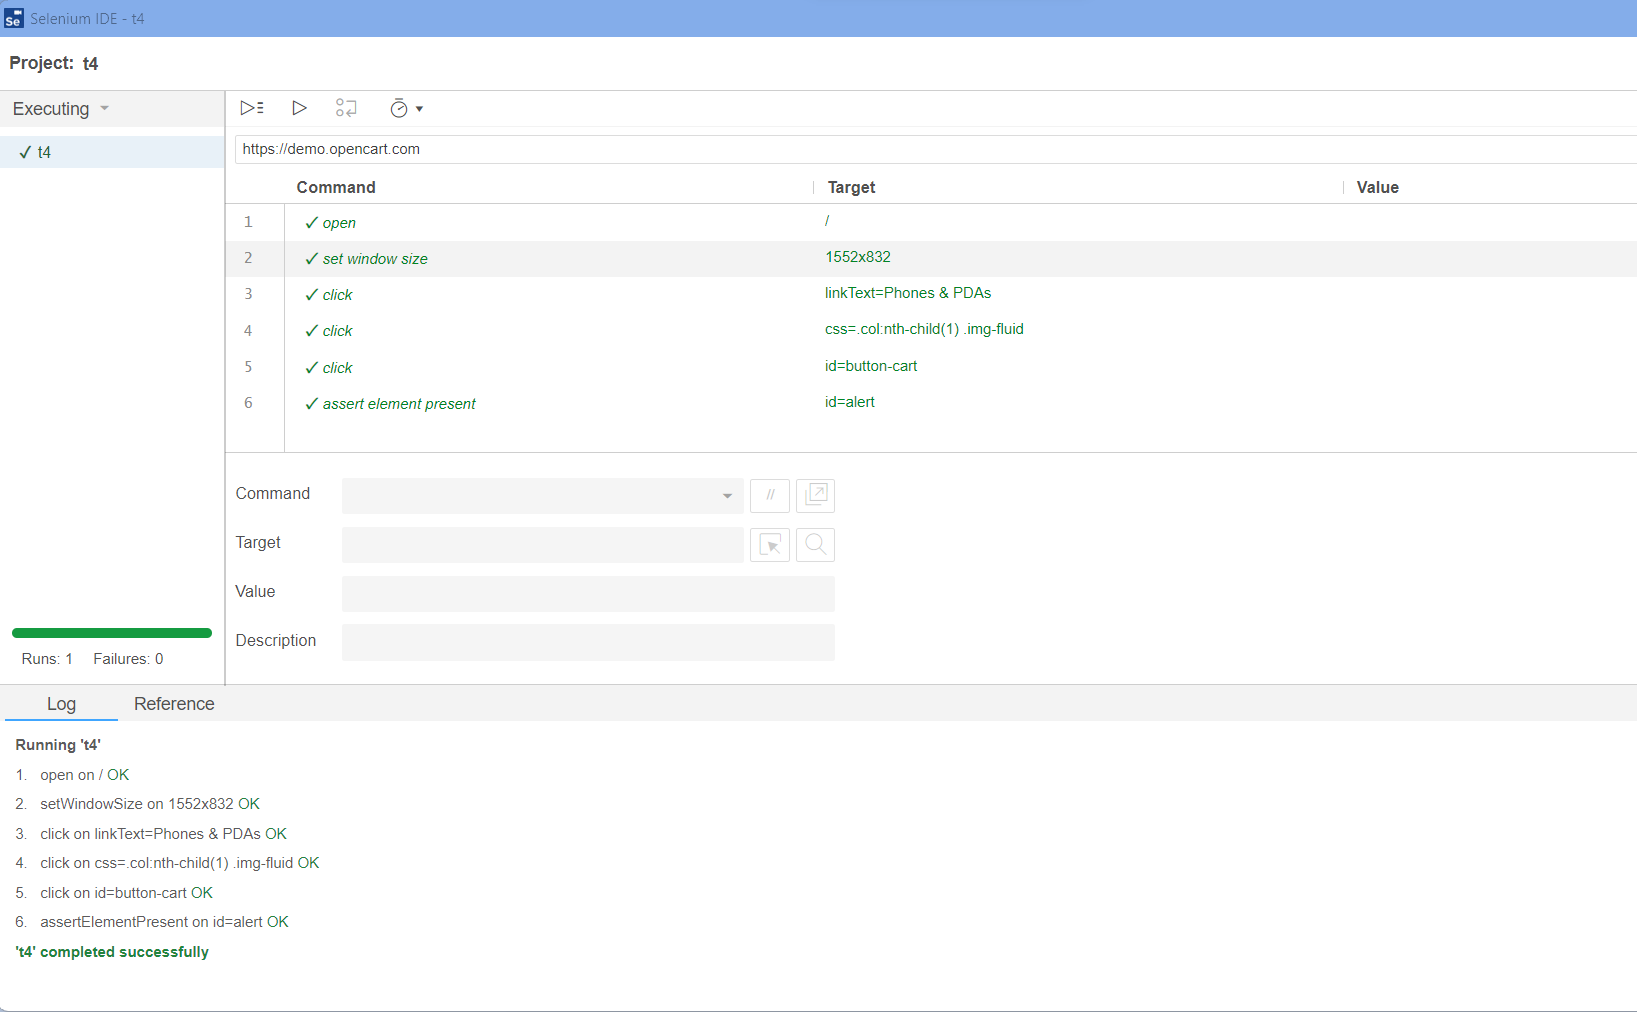 Se Selenium IDE - t4
Project: t4
Executing
✓ t4
https://demo.opencart.com
Command Target Value
1 ✓ open /
2 ✓ set window size 1552x832
3 ✓ click linkText=Phones & PDAs
4 ✓ click css=.col:nth-child(1) .img-fluid
5 ✓ click id=button-cart
6 ✓ assert element present id=alert
Command //
Target
Value
Description
Runs: 1 Failures: 0
Log Reference
Running 't4'
1. open on / OK
2. setWindowSize on 1552x832 OK
3. click on linkText=Phones & PDAs OK
4. click on css=.col:nth-child(1) .img-fluid OK
5. click on id=button-cart OK
6. assertElementPresent on id=alert OK
't4' completed successfully